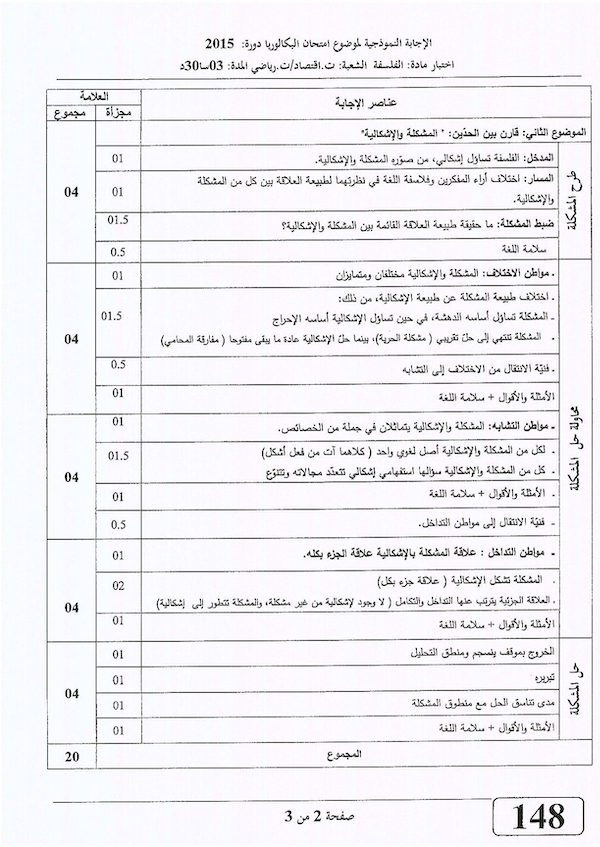 الإجابة النموذجية لموضوع امتحان البكالوريا دورة: 2015
اختبار مادة: الفلسفة الشعبة: ت.اقتصاد/ت.رياضي المدة: 03سا30د
عناصر الإجابة
العلامة
مجزأة
مجموع
الموضوع الثاني: قارن بين الحدّين: " المشكلة والإشكالية"
طرح المشكلة
المدخل: الفلسفة تساؤل إشكالي، من صوّره المشكلة والإشكالية.
01
المسار: اختلاف أراء المفكرين وفلاسفة اللغة في نظرتهما لطبيعة العلاقة بين كل من المشكلة
والإشكالية.
01
04
ضبط المشكلة: ما حقيقة طبيعة العلاقة القائمة بين المشكلة والإشكالية؟
01.5
سلامة اللغة
0.5
محاولة حل المشكلة
ـ مواطن الاختلاف: المشكلة والإشكالية مختلفان ومتمايزان
01
ـ اختلاف طبيعة المشكلة عن طبيعة الإشكالية، من ذلك:
ـ المشكلة تساؤل أساسه الدهشة، في حين تساؤل الإشكالية أساسه الإحراج
01.5
ـ المشكلة تنتهي إلى حلّ تقريبي ( مشكلة الحرية)، بينما حلّ الإشكالية عادة ما يبقى مفتوحا ( مفارقة المحامي)
04
ـ فنيّة الانتقال من الاختلاف إلى التشابه
0.5
الأمثلة والأقوال + سلامة اللغة
01
ـ مواطن التشابه: المشكلة والإشكالية يتماثلان في جملة من الخصائص.
01
ـ لكل من المشكلة والإشكالية أصل لغوي واحد ( كلاهما آت من فعل أشكل)
01.5
ـ كل من المشكلة والإشكالية سؤالها استفهامي إشكالي تتعدّد مجالاته وتتنوّع
04
ـ الأمثلة والأقوال + سلامة اللغة
01
ـ فنيّة الانتقال إلى مواطن التداخل.
0.5
ـ مواطن التداخل : علاقة المشكلة بالإشكالية علاقة الجزء بكله.
01
ـ المشكلة تشكل الإشكالية ( علاقة جزء بكل)
02
ـ العلاقة الجزئية يترتب عنها التداخل والتكامل ( لا وجود لإشكالية من غير مشكلة، والمشكلة تتطور إلى إشكالية)
04
الأمثلة والأقوال + سلامة اللغة
01
حل المشكلة
الخروج بموقف ينسجم ومنطق التحليل
01
تبريره
01
04
مدى تناسق الحل مع منطوق المشكلة
01
الأمثلة والأقوال + سلامة اللغة
01
المجموع
20
صفحة 2 من 3
148